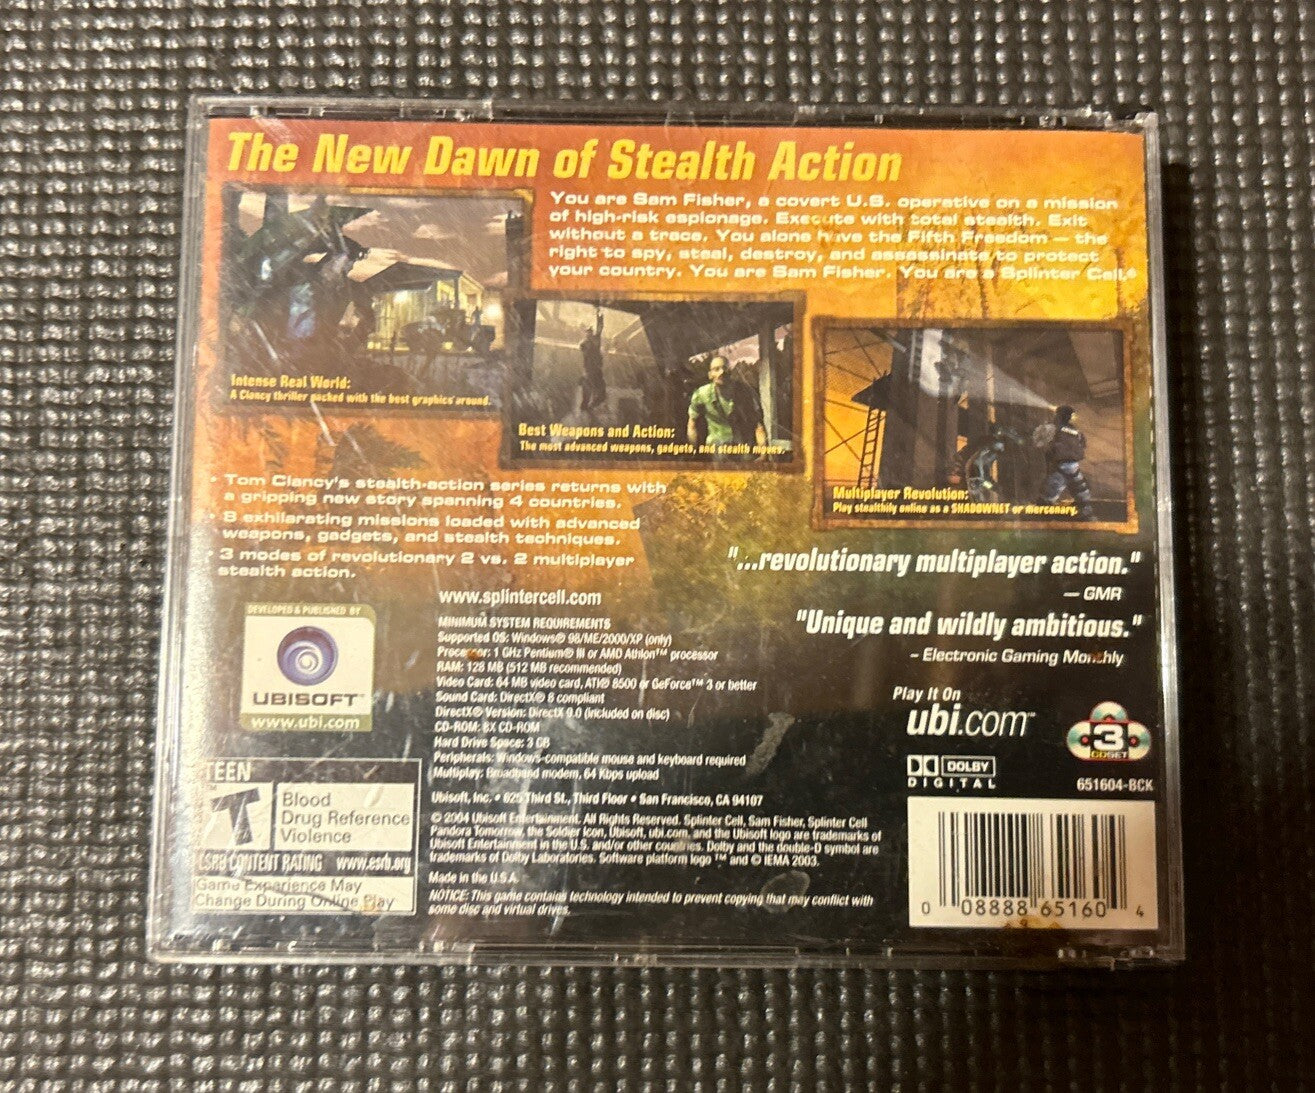 The New Dawn of Stealth Action
You are Sam Fisher, a covert U.S. operative on a mission
of high-risk espionage. Execute with total stealth. Exit
without a trace. You alone have the Fifth Freedom — the
right to spy, steal, destroy, and assassinate to protect
your country. You are Sam Fisher. You are a Splinter Cell.®
Intense Real World:
A Clancy thriller packed with the best graphics around.
Best Weapons and Action:
The most advanced weapons, gadgets, and stealth moves.
Multiplayer Revolution:
Play stealthily online as a SHADOWNET or mercenary.
• Tom Clancy's stealth-action series returns with
a gripping new story spanning 4 countries.
• 8 exhilarating missions loaded with advanced
weapons, gadgets, and stealth techniques.
• 3 modes of revolutionary 2 vs. 2 multiplayer
stealth action.
"...revolutionary multiplayer action."
— GMR
"Unique and wildly ambitious."
– Electronic Gaming Monthly
www.splintercell.com
DEVELOPED & PUBLISHED BY
UBISOFT™
www.ubi.com
MINIMUM SYSTEM REQUIREMENTS
Supported OS: Windows® 98/ME/2000/XP (only)
Processor: 1 GHz Pentium® III or AMD Athlon™ processor
RAM: 128 MB (512 MB recommended)
Video Card: 64 MB video card, ATI® 8500 or GeForce™ 3 or better
Sound Card: DirectX® 8 compliant
DirectX® Version: DirectX 9.0 (included on disc)
CD-ROM: 8X CD-ROM
Hard Drive Space: 3 GB
Peripherals: Windows-compatible mouse and keyboard required
Multiplay: Broadband modem, 64 Kbps upload
Play It On
ubi.com™
3
CD SET
DOLBY
DIGITAL
651604-BCK
TEEN
T
Blood
Drug Reference
Violence
ESRB CONTENT RATING www.esrb.org
Game Experience May
Change During Online Play
Ubisoft, Inc. • 625 Third St., Third Floor • San Francisco, CA 94107
© 2004 Ubisoft Entertainment. All Rights Reserved. Splinter Cell, Sam Fisher, Splinter Cell
Pandora Tomorrow, the Soldier Icon, Ubisoft, ubi.com, and the Ubisoft logo are trademarks of
Ubisoft Entertainment in the U.S. and/or other countries. Dolby and the double-D symbol are
trademarks of Dolby Laboratories. Software platform logo ™ and © IEMA 2003.
Made in the U.S.A.
NOTICE: This game contains technology intended to prevent copying that may conflict with
some disc and virtual drives.
0 08888 65160 4